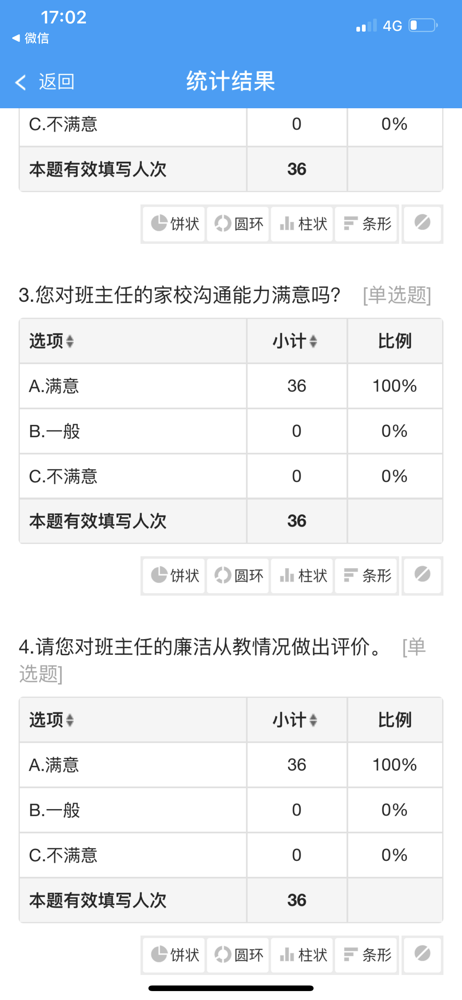 17:02
4G
微信
返回
统计结果
C.不满意 0 0%
本题有效填写人次 36
饼状 圆环 柱状 条形
3.您对班主任的家校沟通能力满意吗? [单选题]
选项 小计 比例
A.满意 36 100%
B.一般 0 0%
C.不满意 0 0%
本题有效填写人次 36
饼状 圆环 柱状 条形
4.请您对班主任的廉洁从教情况做出评价。 [单
选题]
选项 小计 比例
A.满意 36 100%
B.一般 0 0%
C.不满意 0 0%
本题有效填写人次 36
饼状 圆环 柱状 条形